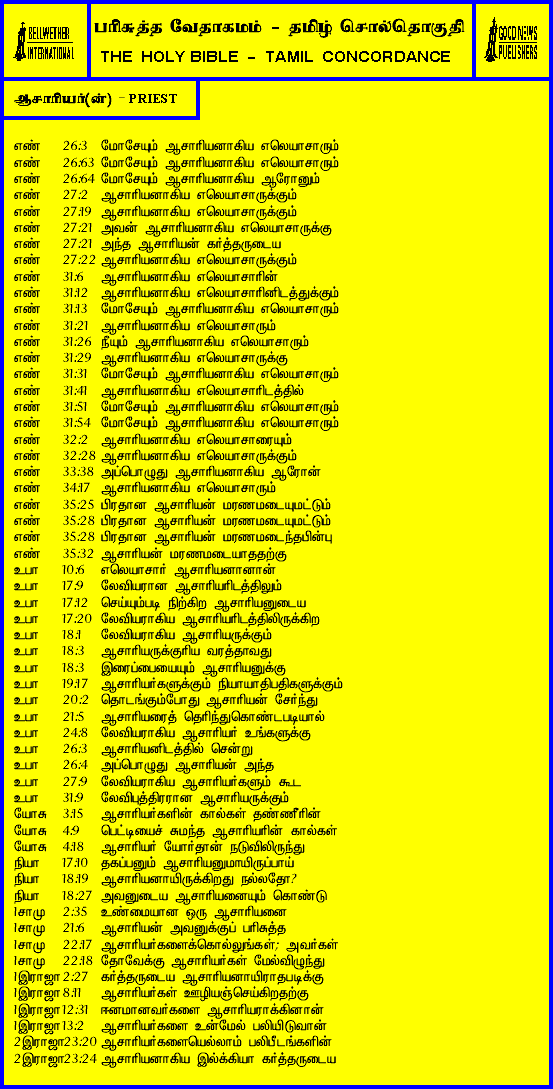 BELLWETHER
INTERNATIONAL
பரிசுத்த வேதாகமம் - தமிழ் சொல்தொகுதி
THE HOLY BIBLE - TAMIL CONCORDANCE
GOOD NEWS
PUBLISHERS
ஆசாரியர்(ன்) - PRIEST
எண் 26:3 மோசேயும் ஆசாரியனாகிய எலெயாசாரும்
எண் 26:63 மோசேயும் ஆசாரியனாகிய எலெயாசாரும்
எண் 26:64 மோசேயும் ஆசாரியனாகிய ஆரோனும்
எண் 27:2 ஆசாரியனாகிய எலெயாசாருக்கும்
எண் 27:19 ஆசாரியனாகிய எலெயாசாருக்கும்
எண் 27:21 அவன் ஆசாரியனாகிய எலெயாசாருக்கு
எண் 27:21 அந்த ஆசாரியன் கர்த்தருடைய
எண் 27:22 ஆசாரியனாகிய எலெயாசாருக்கும்
எண் 31:6 ஆசாரியனாகிய எலெயாசாரின்
எண் 31:12 ஆசாரியனாகிய எலெயாசாரினிடத்துக்கும்
எண் 31:13 மோசேயும் ஆசாரியனாகிய எலெயாசாரும்
எண் 31:21 ஆசாரியனாகிய எலெயாசாரும்
எண் 31:26 நீயும் ஆசாரியனாகிய எலெயாசாரும்
எண் 31:29 ஆசாரியனாகிய எலெயாசாருக்கு
எண் 31:31 மோசேயும் ஆசாரியனாகிய எலெயாசாரும்
எண் 31:41 ஆசாரியனாகிய எலெயாசாரிடத்தில்
எண் 31:51 மோசேயும் ஆசாரியனாகிய எலெயாசாரும்
எண் 31:54 மோசேயும் ஆசாரியனாகிய எலெயாசாரும்
எண் 32:2 ஆசாரியனாகிய எலெயாசாரையும்
எண் 32:28 ஆசாரியனாகிய எலெயாசாருக்கும்
எண் 33:38 அப்பொழுது ஆசாரியனாகிய ஆரோன்
எண் 34:17 ஆசாரியனாகிய எலெயாசாரும்
எண் 35:25 பிரதான ஆசாரியன் மரணமடையுமட்டும்
எண் 35:28 பிரதான ஆசாரியன் மரணமடையுமட்டும்
எண் 35:28 பிரதான ஆசாரியன் மரணமடைந்தபின்பு
எண் 35:32 ஆசாரியன் மரணமடையாததற்கு
உபா 10:6 எலெயாசார் ஆசாரியனானான்
உபா 17:9 லேவியரான ஆசாரியரிடத்திலும்
உபா 17:12 செய்யும்படி நிற்கிற ஆசாரியனுடைய
உபா 17:20 லேவியராகிய ஆசாரியரிடத்திலிருக்கிற
உபா 18:1 லேவியராகிய ஆசாரியருக்கும்
உபா 18:3 ஆசாரியருக்குரிய வரத்தாவது
உபா 18:3 இரைப்பையையும் ஆசாரியனுக்கு
உபா 19:17 ஆசாரியர்களுக்கும் நியாயாதிபதிகளுக்கும்
உபா 20:2 தொடங்கும்போது ஆசாரியன் சேர்ந்து
உபா 21:5 ஆசாரியரைத் தெரிந்துகொண்டபடியால்
உபா 24:8 லேவியராகிய ஆசாரியர் உங்களுக்கு
உபா 26:3 ஆசாரியனிடத்தில் சென்று
உபா 26:4 அப்பொழுது ஆசாரியன் அந்த
உபா 27:9 லேவியராகிய ஆசாரியர்களும் கூட
உபா 31:9 லேவிபுத்திரரான ஆசாரியருக்கும்
யோசு 3:15 ஆசாரியர்களின் கால்கள் தண்ணீரின்
யோசு 4:9 பெட்டியைச் சுமந்த ஆசாரியரின் கால்கள்
யோசு 4:18 ஆசாரியர் யோர்தான் நடுவிலிருந்து
நியா 17:10 தகப்பனும் ஆசாரியனுமாயிருப்பாய்
நியா 18:19 ஆசாரியனாயிருக்கிறது நல்லதோ?
நியா 18:27 அவனுடைய ஆசாரியனையும் கொண்டு
1சாமு 2:35 உண்மையான ஒரு ஆசாரியனை
1சாமு 21:6 ஆசாரியன் அவனுக்குப் பரிசுத்த
1சாமு 22:17 ஆசாரியர்களைக்கொல்லுங்கள்; அவர்கள்
1சாமு 22:18 தோவேக்கு ஆசாரியர்கள் மேல்விழுந்து
1இராஜா 2:27 கர்த்தருடைய ஆசாரியனாயிராதபடிக்கு
1இராஜா 8:11 ஆசாரியர்கள் ஊழியஞ்செய்கிறதற்கு
1இராஜா 12:31 ஈனமானவர்களை ஆசாரியராக்கினான்
1இராஜா 13:2 ஆசாரியர்களை உன்மேல் பலியிடுவான்
2இராஜா 23:20 ஆசாரியர்களையெல்லாம் பலிபீடங்களின்
2இராஜா 23:24 ஆசாரியனாகிய இல்க்கியா கர்த்தருடைய